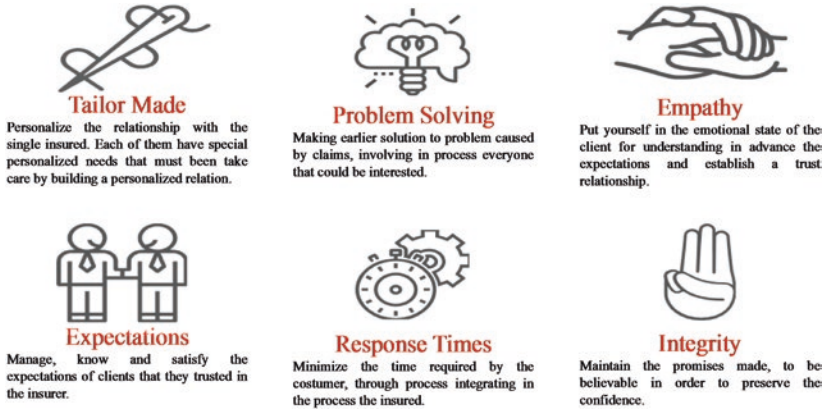 Tailor Made
Personalize the relationship with the
single insured. Each of them have special
personalized needs that must been take
care by building a personalized relation.
Problem Solving
Making earlier solution to problem caused
by claims, involving in process everyone
that could be interested.
Empathy
Put yourself in the emotional state of the
client for understanding in advance the
expectations and establish a trust
relationship.
Expectations
Manage, know and satisfy the
expectations of clients that they trusted in
the insurer.
Response Times
Minimize the time required by the
costumer, through process integrating in
the process the insured.
Integrity
Maintain the promises made, to be
believable in order to preserve the
confidence.